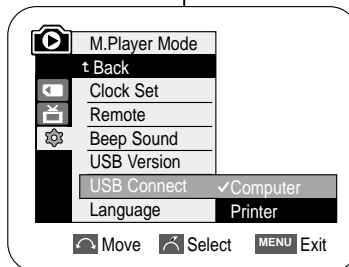 M.Player Mode
Back
Clock Set
Remote
Beep Sound
USB Version
USB Connect ✓Computer
Language Printer
Move Select MENU Exit